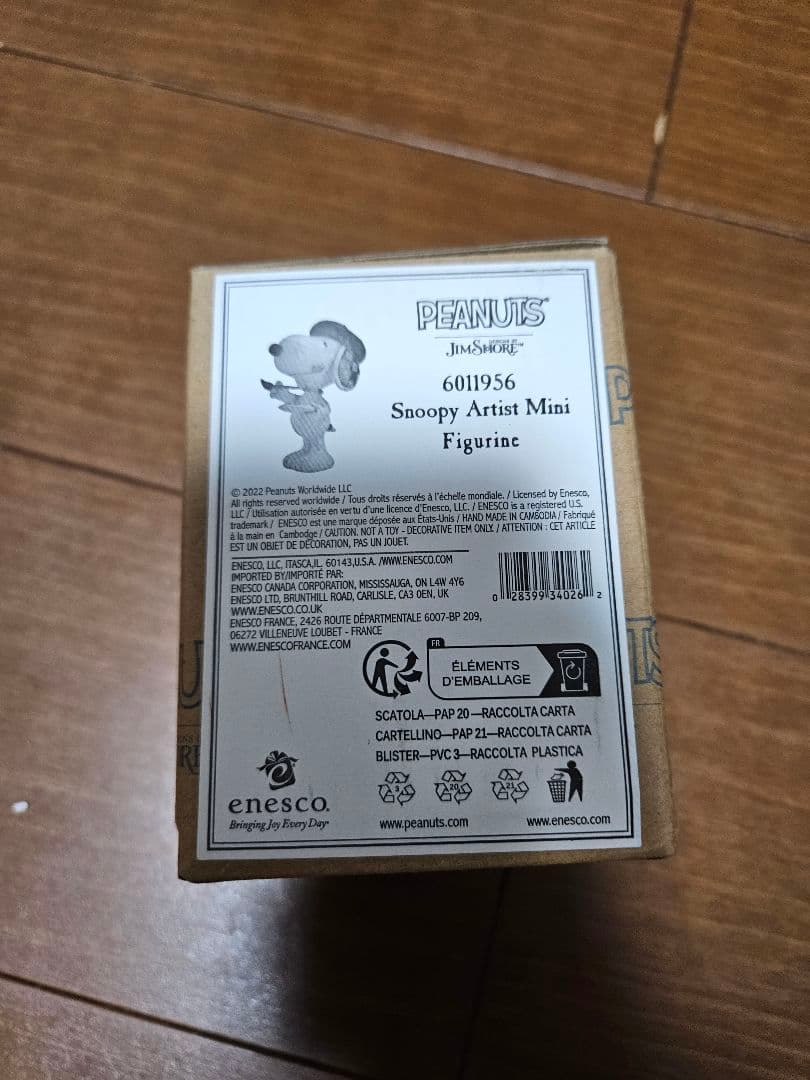 PEANUTS
DESIGNS BY
JIM SHORE™
6011956
Snoopy Artist Mini
Figurine
© 2022 Peanuts Worldwide LLC
All rights reserved worldwide / Tous droits réservés à l'échelle mondiale. / Licensed by Enesco,
LLC / Utilisation autorisée en vertu d'une licence d'Enesco, LLC. / ENESCO is a registered U.S.
trademark / ENESCO est une marque déposée aux États-Unis / HAND MADE IN CAMBODIA / Fabriqué
à la main en Cambodge / CAUTION. NOT A TOY - DECORATIVE ITEM ONLY / ATTENTION : CET ARTICLE
EST UN OBJET DE DÉCORATION, PAS UN JOUET.
ENESCO, LLC, ITASCA,IL. 60143,U.S.A. /WWW.ENESCO.COM
IMPORTED BY/IMPORTÉ PAR:
ENESCO CANADA CORPORATION, MISSISSAUGA, ON L4W 4Y6
ENESCO LTD, BRUNTHILL ROAD, CARLISLE, CA3 0EN, UK
WWW.ENESCO.CO.UK
ENESCO FRANCE, 2426 ROUTE DÉPARTMENTALE 6007-BP 209,
06272 VILLENEUVE LOUBET - FRANCE
WWW.ENESCOFRANCE.COM
0 28399 34026 2
FR
ÉLÉMENTS
D'EMBALLAGE
SCATOLA—PAP 20—RACCOLTA CARTA
CARTELLINO—PAP 21—RACCOLTA CARTA
BLISTER—PVC 3—RACCOLTA PLASTICA
3 20 21
enesco.
Bringing Joy Every Day®
www.peanuts.com www.enesco.com